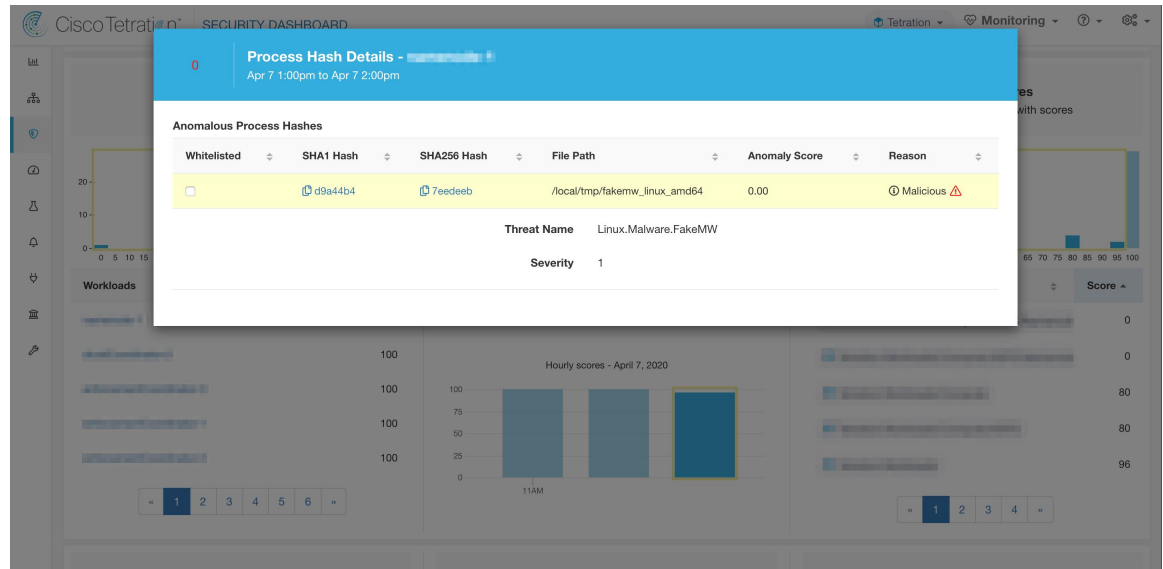 Cisco Tetration™ SECURITY DASHBOARD
Tetration
Monitoring
0
Process Hash Details -
Apr 7 1:00pm to Apr 7 2:00pm
res
with scores
Anomalous Process Hashes
Whitelisted SHA1 Hash SHA256 Hash File Path Anomaly Score Reason
d9a44b4 7eedeeb /local/tmp/fakemw_linux_amd64 0.00 Malicious
Threat Name Linux.Malware.FakeMW
Severity 1
20
10
0
0 5 10 15
65 70 75 80 85 90 95 100
Workloads
Score
100
100
100
100
« 1 2 3 4 5 6 »
Hourly scores - April 7, 2020
100
75
50
25
0
11AM
0
0
80
80
96
« 1 2 3 4 »